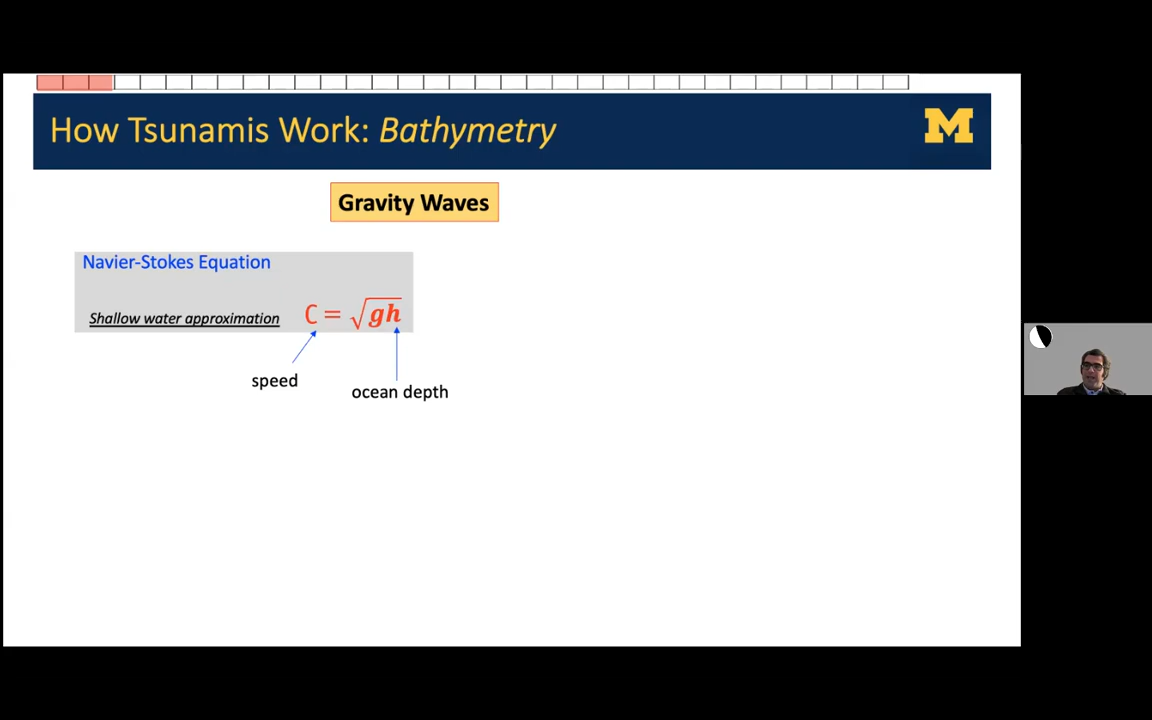 How Tsunamis Work: Bathymetry
M
Gravity Waves
Navier-Stokes Equation
Shallow water approximation C = √gh
speed
ocean depth